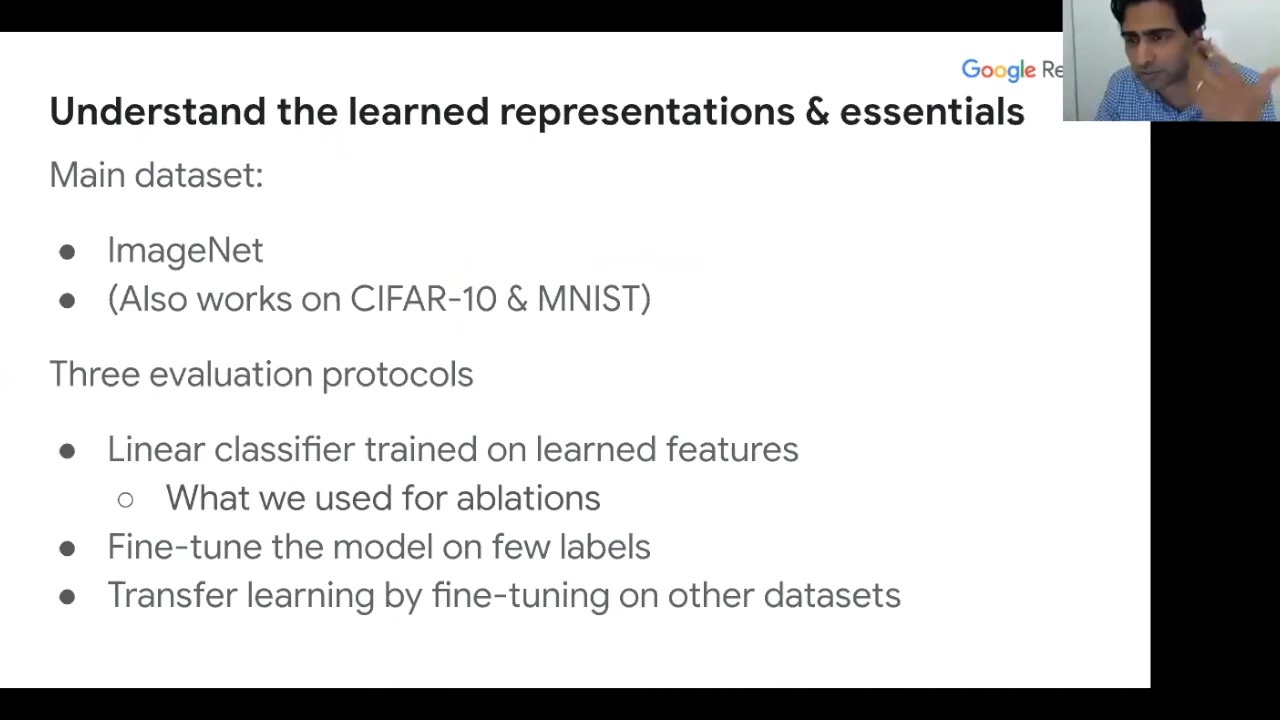 Google
Understand the learned representations & essentials
Main dataset:
● ImageNet
● (Also works on CIFAR-10 & MNIST)
Three evaluation protocols
● Linear classifier trained on learned features
○ What we used for ablations
● Fine-tune the model on few labels
● Transfer learning by fine-tuning on other datasets